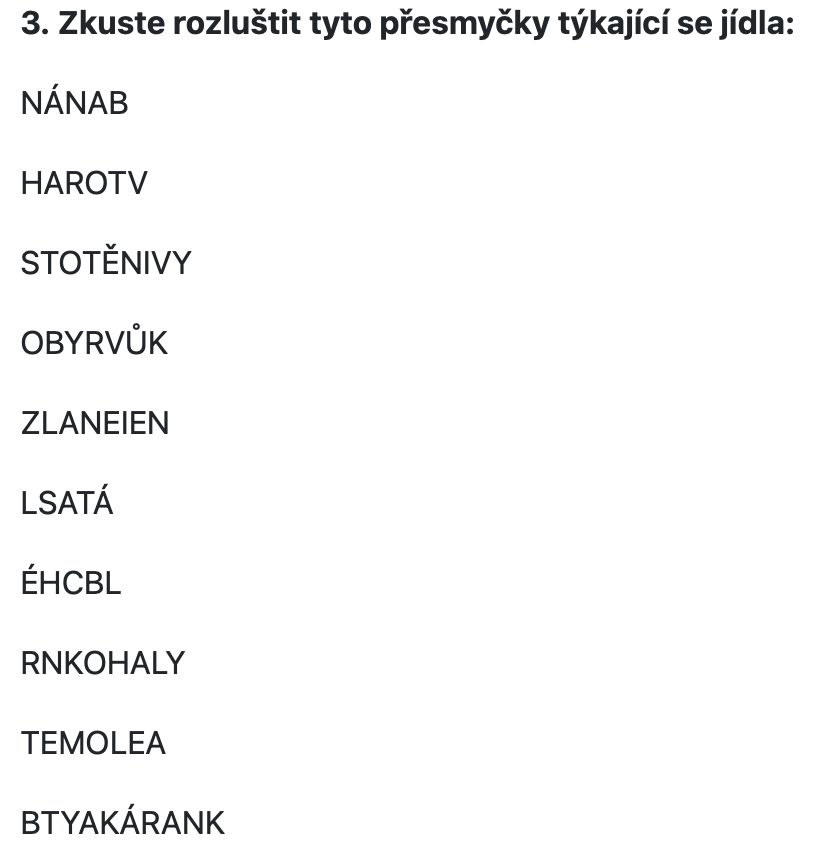 3. Zkuste rozluštit tyto přesmyčky týkající se jídla:
NÁNAB
HAROTV
STOTĚNIVY
OBYRVŮK
ZLANEIEN
LSATÁ
ÉHCBL
RNKOHALY
TEMOLEA
BTYAKÁRANK